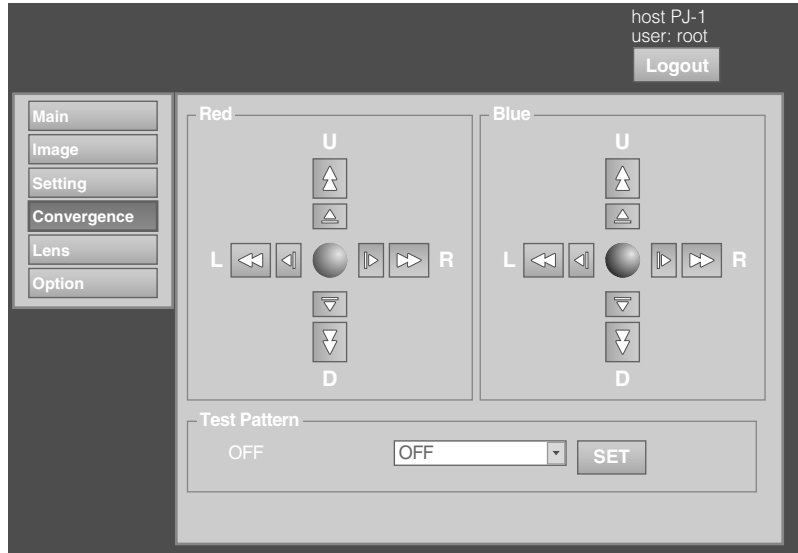 host PJ-1
user: root
Logout
Main
Image
Setting
Convergence
Lens
Option
Red
U
L
R
D
Blue
U
L
R
D
Test Pattern
OFF
OFF
SET